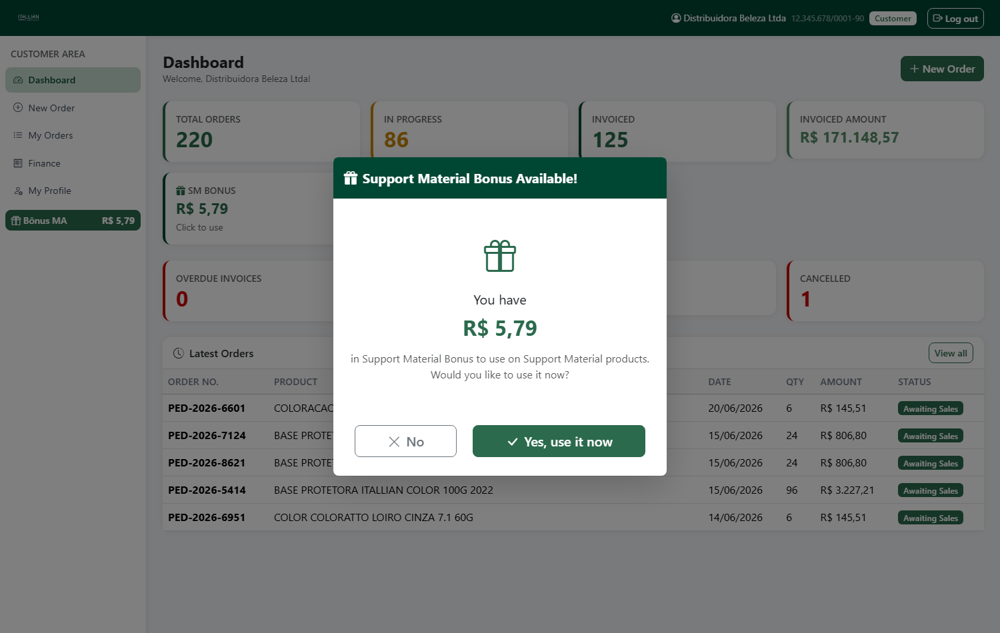 ITALLIAN
Distribuidora Beleza Ltda 12.345.678/0001-90 Customer Log out
CUSTOMER AREA
Dashboard
New Order
My Orders
Finance
My Profile
Bônus MA R$ 5,79
Dashboard
Welcome, Distribuidora Beleza Ltda!
New Order
TOTAL ORDERS
220
IN PROGRESS
86
INVOICED
125
INVOICED AMOUNT
R$ 171.148,57
SM BONUS
R$ 5,79
Click to use
OVERDUE INVOICES
0
CANCELLED
1
Support Material Bonus Available!
You have
R$ 5,79
in Support Material Bonus to use on Support Material products.
Would you like to use it now?
No
Yes, use it now
Latest Orders
View all
ORDER NO. PRODUCT DATE QTY AMOUNT STATUS
PED-2026-6601 COLORACAO 20/06/2026 6 R$ 145,51 Awaiting Sales
PED-2026-7124 BASE PROTE 15/06/2026 24 R$ 806,80 Awaiting Sales
PED-2026-8621 BASE PROTE 15/06/2026 24 R$ 806,80 Awaiting Sales
PED-2026-5414 BASE PROTETORA ITALLIAN COLOR 100G 2022 15/06/2026 96 R$ 3.227,21 Awaiting Sales
PED-2026-6951 COLOR COLORATTO LOIRO CINZA 7.1 60G 14/06/2026 6 R$ 145,51 Awaiting Sales